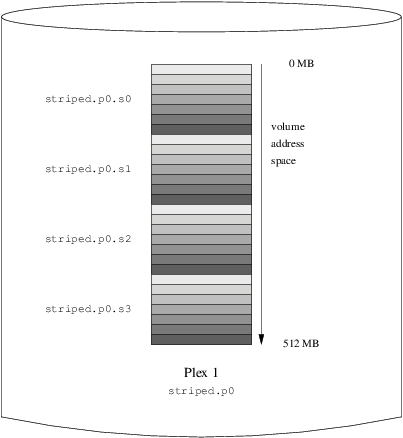 0 MB
striped.p0.s0
volume
address
space
striped.p0.s1
striped.p0.s2
striped.p0.s3
512 MB
Plex 1
striped.p0